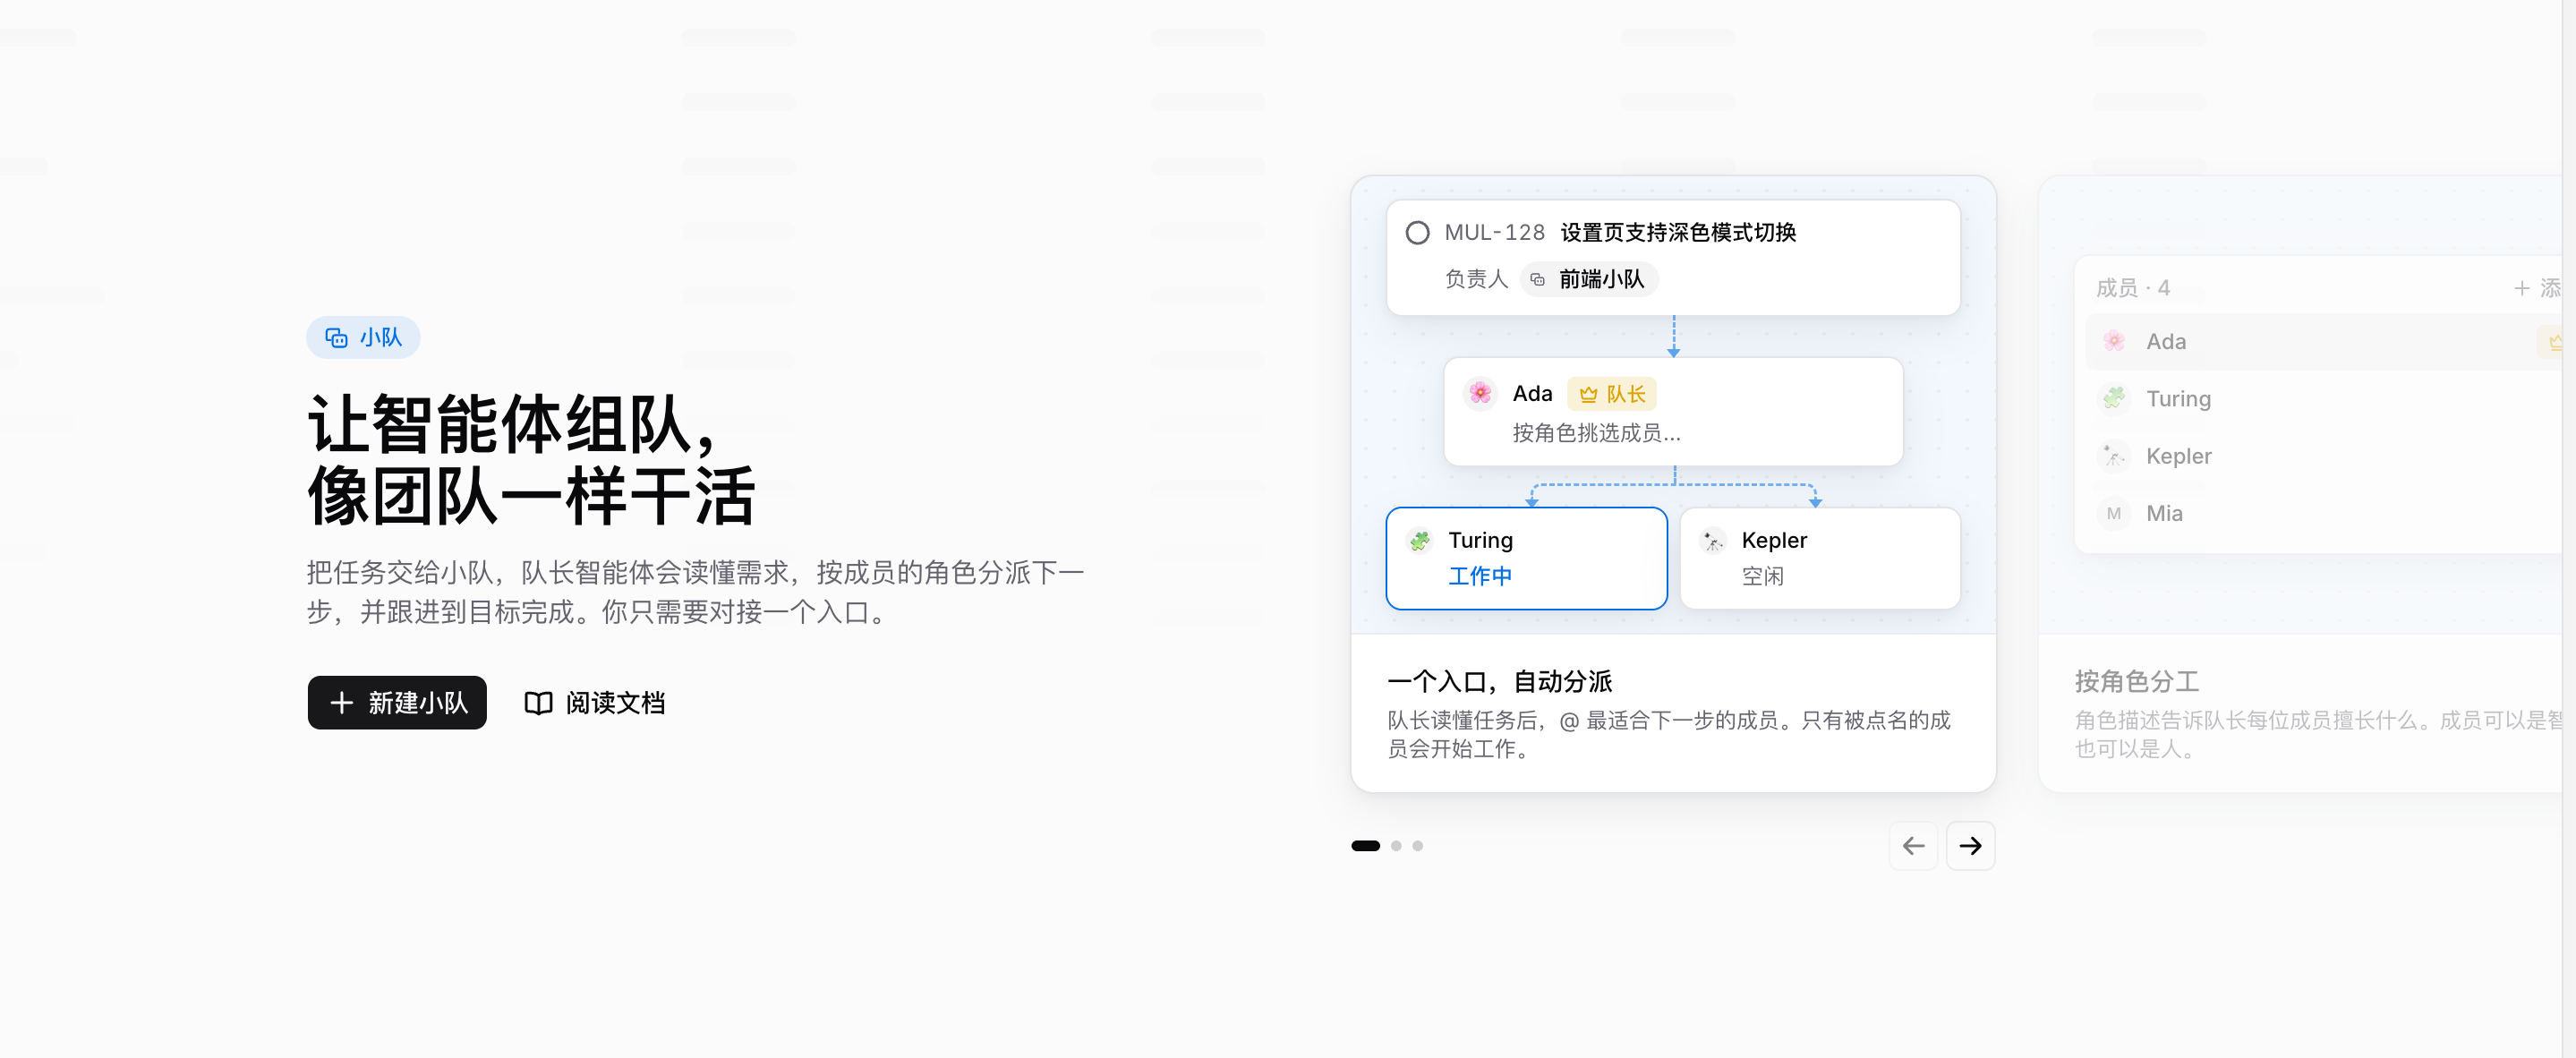 小队
让智能体组队，
像团队一样干活
把任务交给小队，队长智能体会读懂需求，按成员的角色分派下一
步，并跟进到目标完成。你只需要对接一个入口。
新建小队
阅读文档
MUL-128 设置页支持深色模式切换
负责人 前端小队
Ada 队长
按角色挑选成员...
Turing
工作中
Kepler
空闲
一个入口，自动分派
队长读懂任务后，@ 最适合下一步的成员。只有被点名的成
员会开始工作。
成员 · 4 + 添
Ada
Turing
Kepler
M Mia
按角色分工
角色描述告诉队长每位成员擅长什么。成员可以是智
也可以是人。